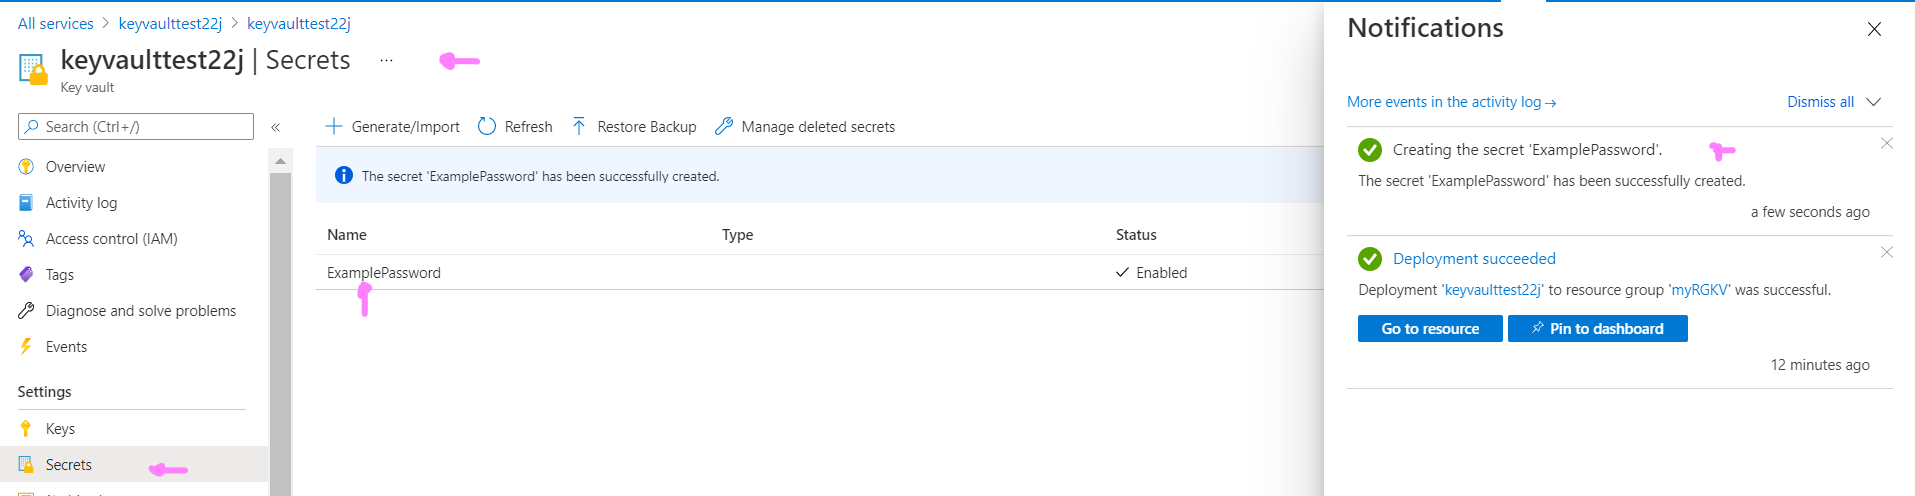 All services > keyvaulttest22j > keyvaulttest22j
keyvaulttest22j | Secrets ...
Key vault
Search (Ctrl+/)
«
Overview
Activity log
Access control (IAM)
Tags
Diagnose and solve problems
Events
Settings
Keys
Secrets
Generate/Import Refresh Restore Backup Manage deleted secrets
The secret 'ExamplePassword' has been successfully created.
Name Type Status
ExamplePassword Enabled
Notifications
More events in the activity log → Dismiss all
Creating the secret 'ExamplePassword'.
The secret 'ExamplePassword' has been successfully created.
a few seconds ago
Deployment succeeded
Deployment 'keyvaulttest22j' to resource group 'myRGKV' was successful.
Go to resource Pin to dashboard
12 minutes ago